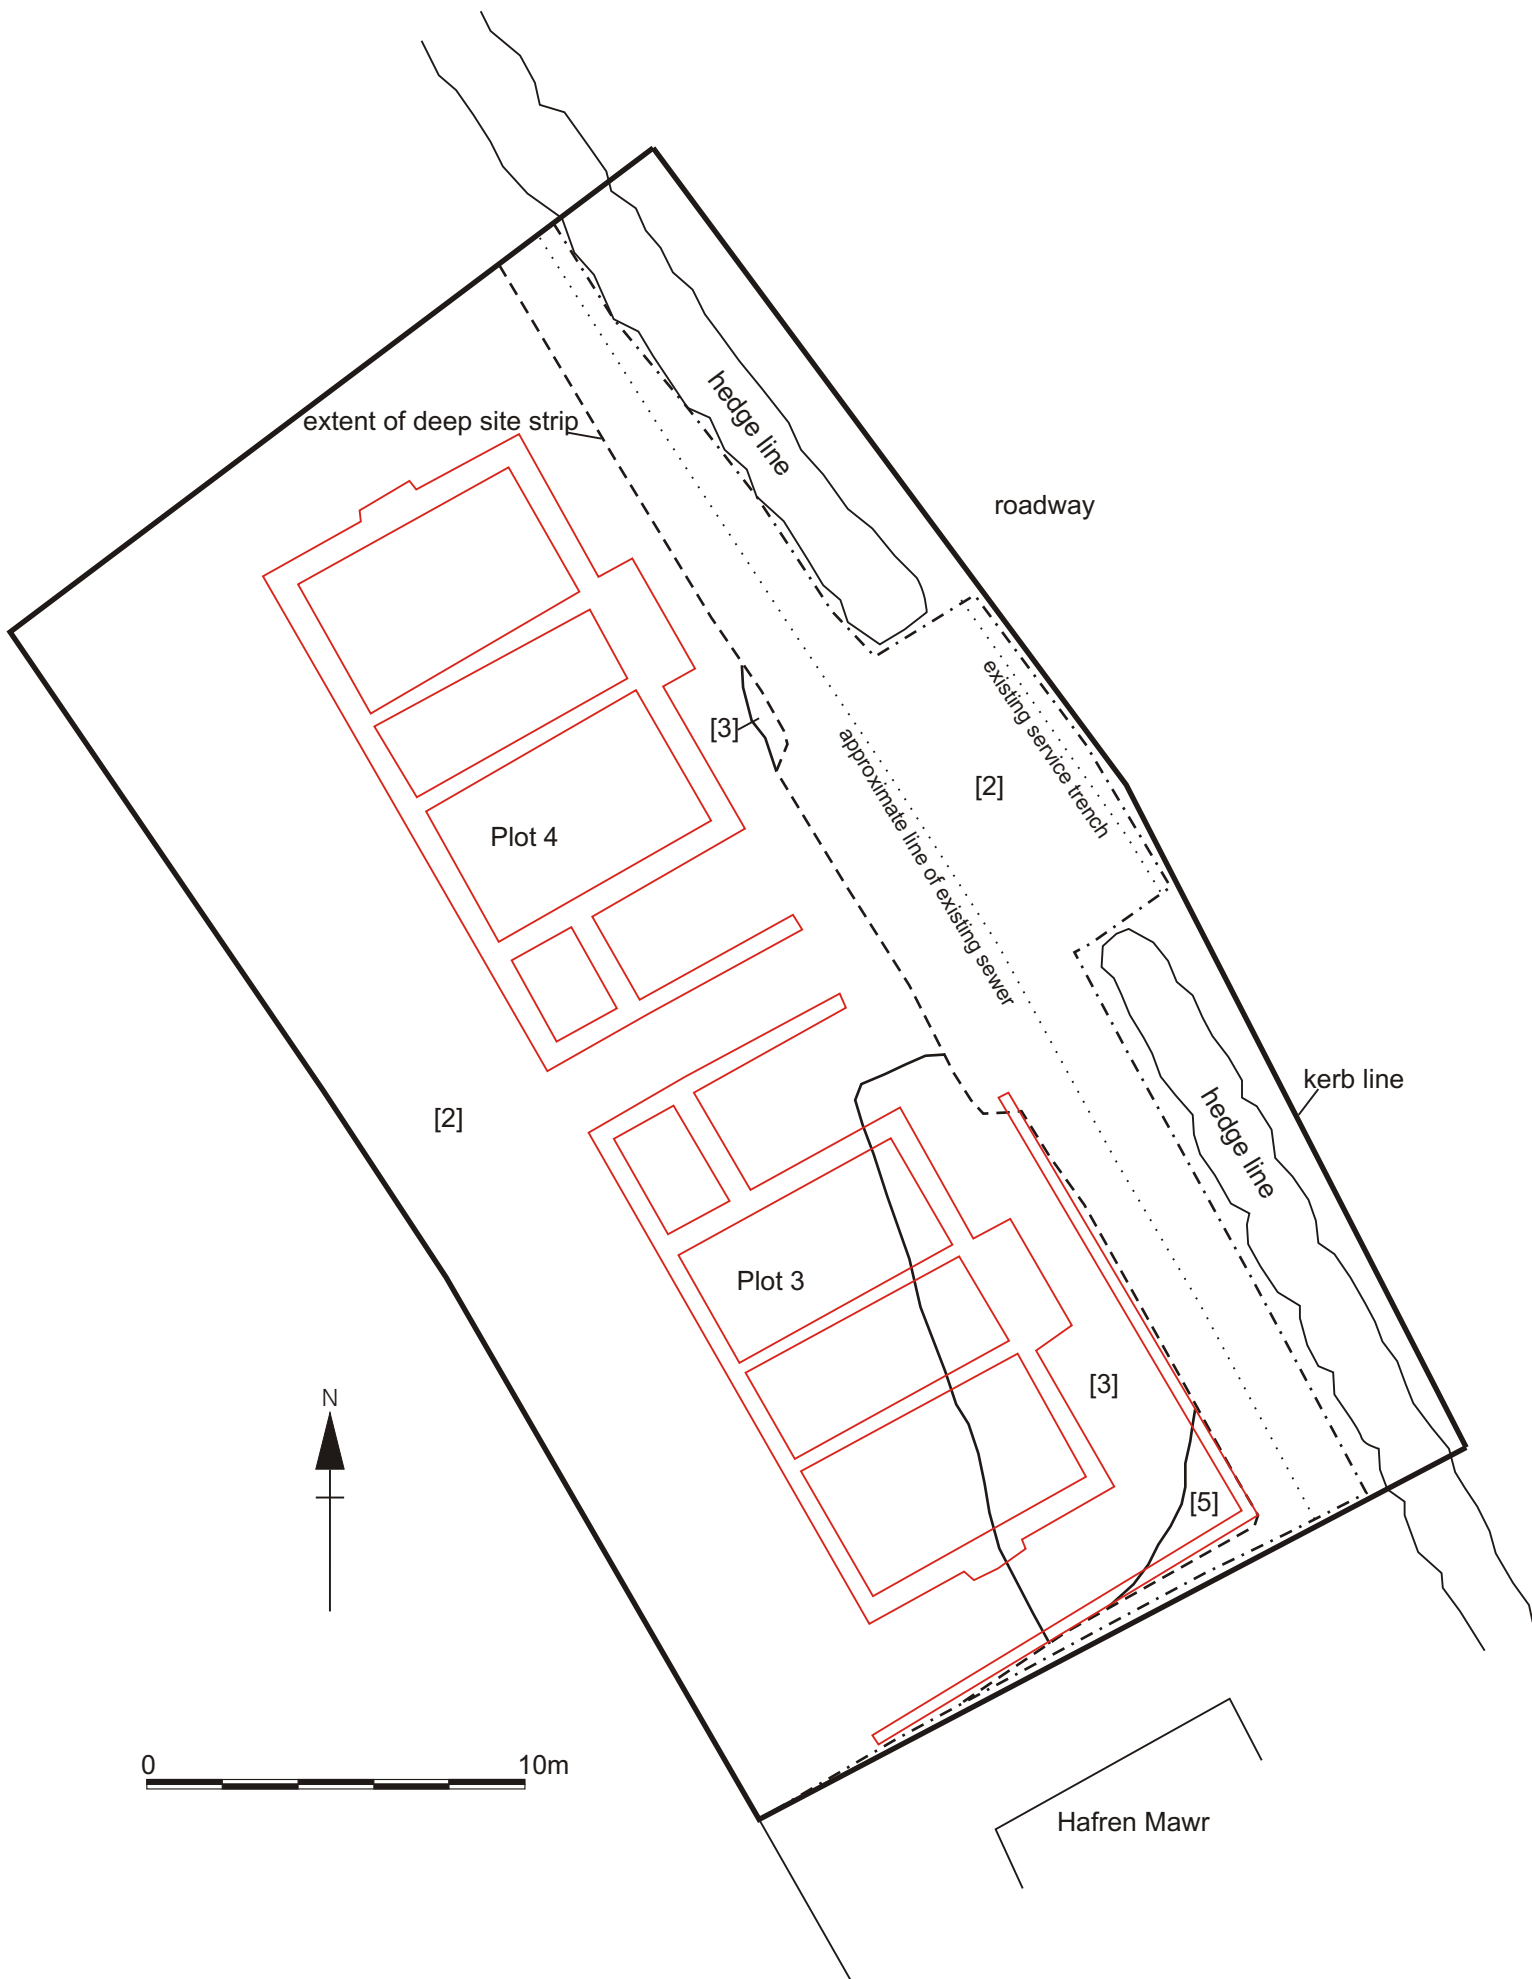 hedge line
extent of deep site strip
roadway
existing service trench
[3]
approximate line of existing sewer
[2]
Plot 4
kerb line
[2]
hedge line
Plot 3
[3]
N
[5]
0 10m
Hafren Mawr